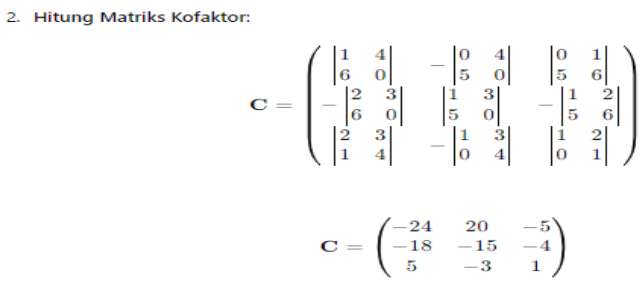 2. Hitung Matriks Kofaktor:
|1 4| −|0 4| |0 1|
|6 0| |5 0| |5 6|
C = −|2 3| |1 3| −|1 2|
|6 0| |5 0| |5 6|
|2 3| −|1 3| |1 2|
|1 4| |0 4| |0 1|
−24 20 −5
C = −18 −15 −4
5 −3 1